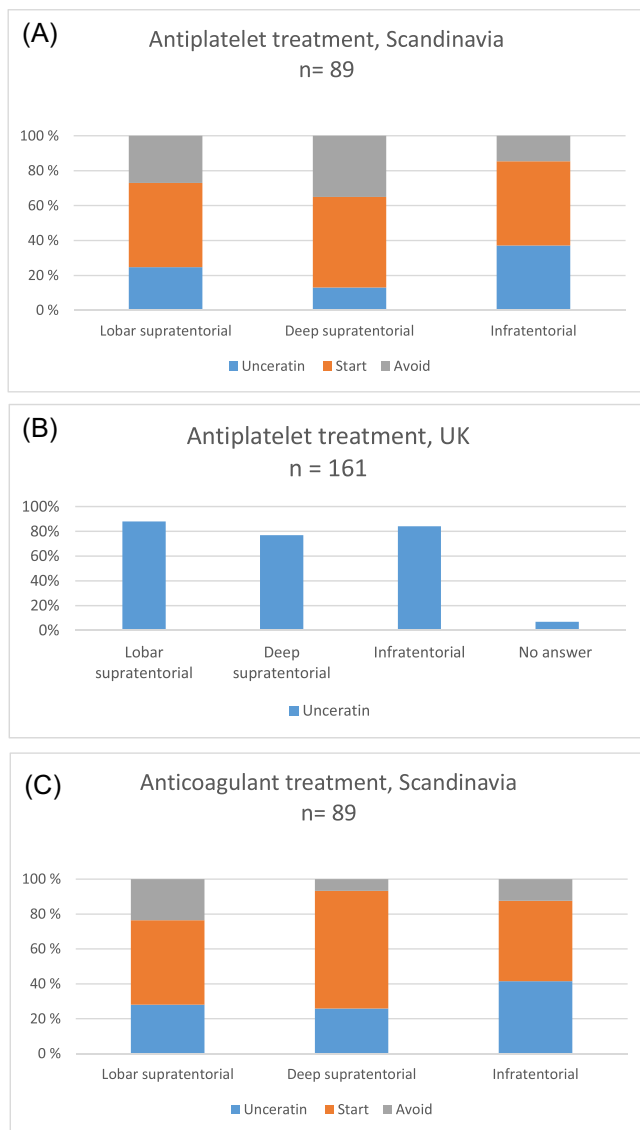 (A)
Antiplatelet treatment, Scandinavia
n= 89
100 %
80 %
60 %
40 %
20 %
0 %
Lobar supratentorial Deep supratentorial Infratentorial
Unceratin Start Avoid
(B)
Antiplatelet treatment, UK
n = 161
100%
80%
60%
40%
20%
0%
Lobar Deep Infratentorial No answer
supratentorial supratentorial
Unceratin
(C)
Anticoagulant treatment, Scandinavia
n= 89
100 %
80 %
60 %
40 %
20 %
0 %
Lobar supratentorial Deep supratentorial Infratentorial
Unceratin Start Avoid